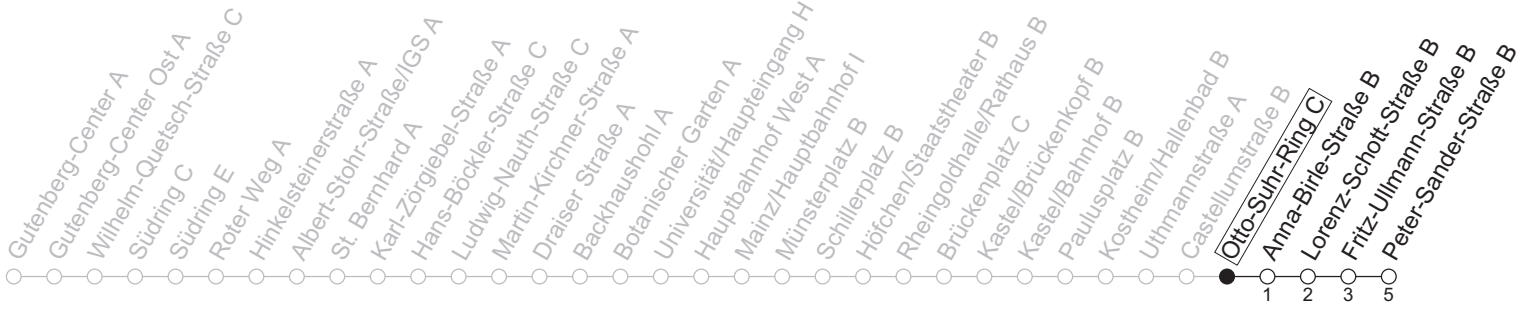 Gutenberg-Center A
Gutenberg-Center Ost A
Wilhelm-Quetsch-Straße C
Südring C
Südring E
Roter Weg A
Hinkelsteinerstraße A
Albert-Stohr-Straße/IGS A
St. Bernhard A
Karl-Zörgiebel-Straße A
Hans-Böckler-Straße C
Ludwig-Nauth-Straße C
Martin-Kirchner-Straße A
Draiser Straße A
Backhaushohl A
Botanischer Garten A
Universität/Haupteingang H
Hauptbahnhof West A
Mainz/Hauptbahnhof I
Münsterplatz B
Schillerplatz B
Höfchen/Staatstheater B
Rheingoldhalle/Rathaus B
Brückenplatz C
Kastel/Brückenkopf B
Kastel/Bahnhof B
Paulusplatz B
Kostheim/Hallenbad B
Uthmannstraße A
Castellumstraße B
Otto-Suhr-Ring C
Anna-Birle-Straße B
Lorenz-Schott-Straße B
Fritz-Ullmann-Straße B
Peter-Sander-Straße B
1 2 3 5